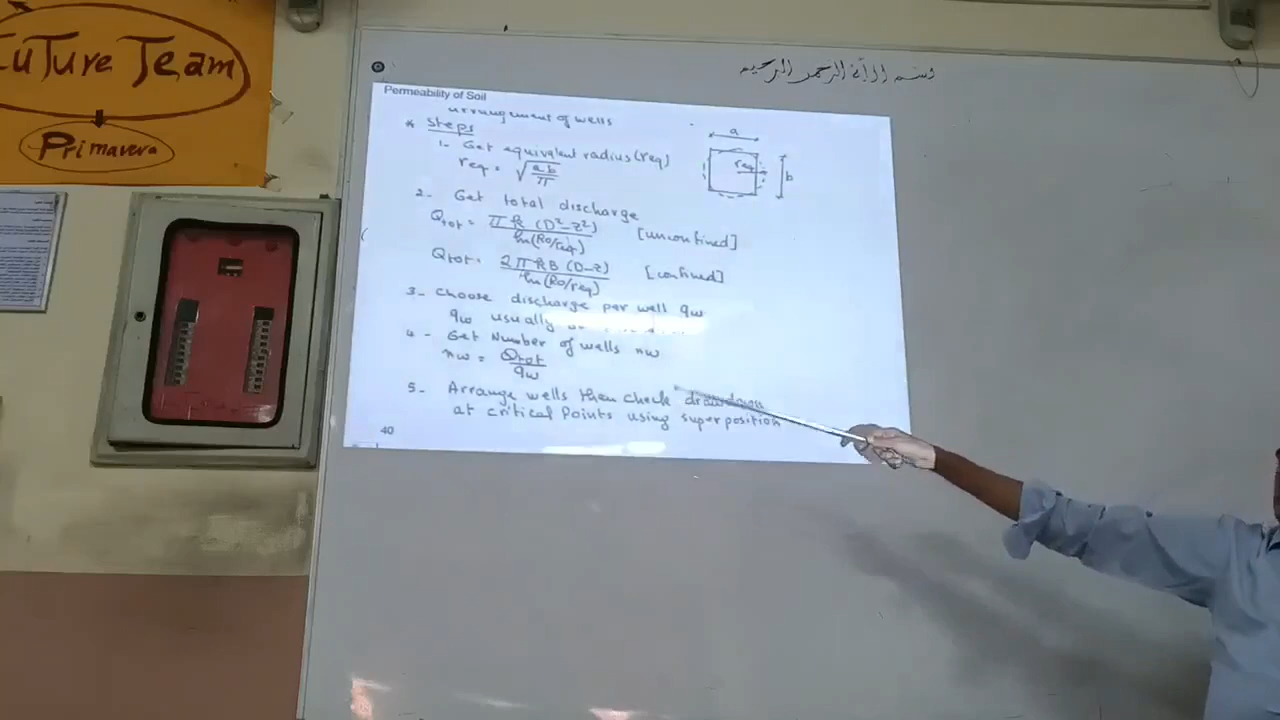 Future Team
Primavera
بسم الله الرحمن الرحيم
Permeability of Soil
arrangement of wells
* Steps
1- Get equivalent radius (req)
req = √(a.b/π)
a
req
b
2- Get total discharge
Qtot = πk (D²-z²) / ln(Ro/req) [unconfined]
Qtot = 2πkB (D-z) / ln(Ro/req) [confined]
3- Choose discharge per well qw
qw usually
4- Get Number of wells nw
nw = Qtot / qw
5- Arrange wells then check drawdown
at critical Points using superposition
40